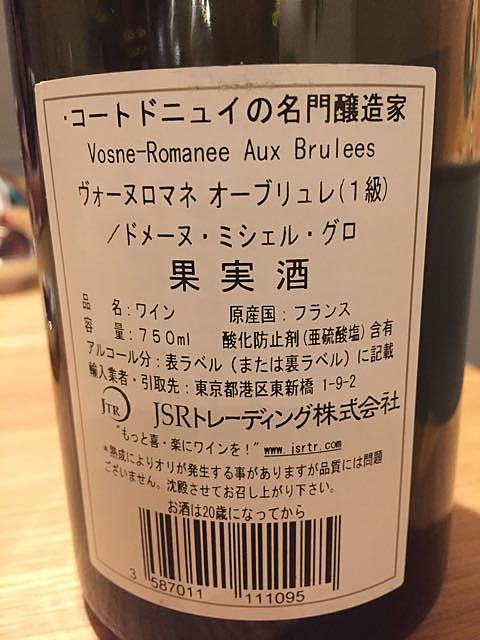 ・コートドニュイの名門醸造家
Vosne-Romanee Aux Brulees
ヴォーヌロマネ オーブリュレ(1級)
/ドメーヌ・ミシェル・グロ
果実酒
品 名:ワイン 原産国:フランス
容 量:750ml 酸化防止剤(亜硫酸塩)含有
アルコール分:表ラベル(または裏ラベル)に記載
輸入業者・引取先:東京都港区東新橋 1-9-2
JTR JSRトレーディング株式会社
"もっと喜・楽にワインを!" www.jsrtr.com
*熟成によりオリが発生する事がありますが品質には問題
ございません。沈殿させてお召し上がり下さい。
お酒は20歳になってから
3 587011 111095